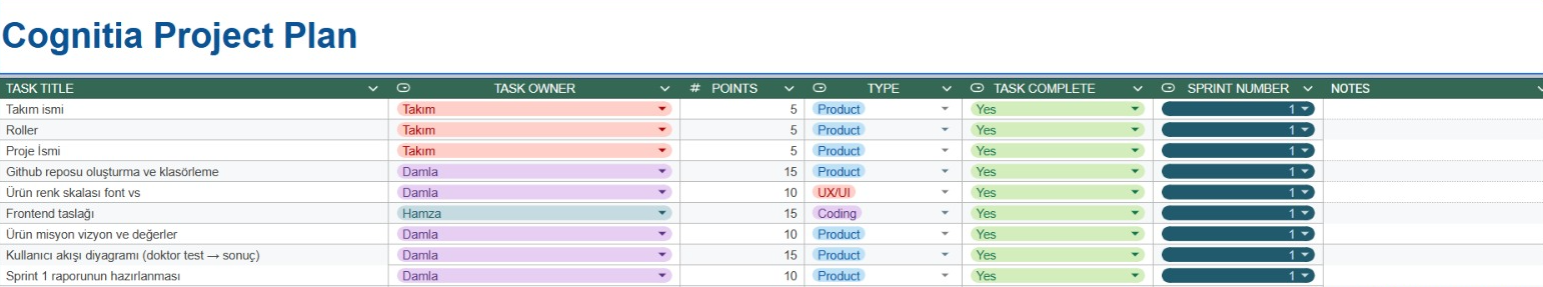 Cognitia Project Plan
TASK TITLE TASK OWNER # POINTS TYPE TASK COMPLETE SPRINT NUMBER NOTES
Takım ismi Takım 5 Product Yes 1
Roller Takım 5 Product Yes 1
Proje İsmi Takım 5 Product Yes 1
Github reposu oluşturma ve klasörleme Damla 15 Product Yes 1
Ürün renk skalası font vs Damla 10 UX/UI Yes 1
Frontend taslağı Hamza 15 Coding Yes 1
Ürün misyon vizyon ve değerler Damla 10 Product Yes 1
Kullanıcı akışı diyagramı (doktor test → sonuç) Damla 15 Product Yes 1
Sprint 1 raporunun hazırlanması Damla 10 Product Yes 1